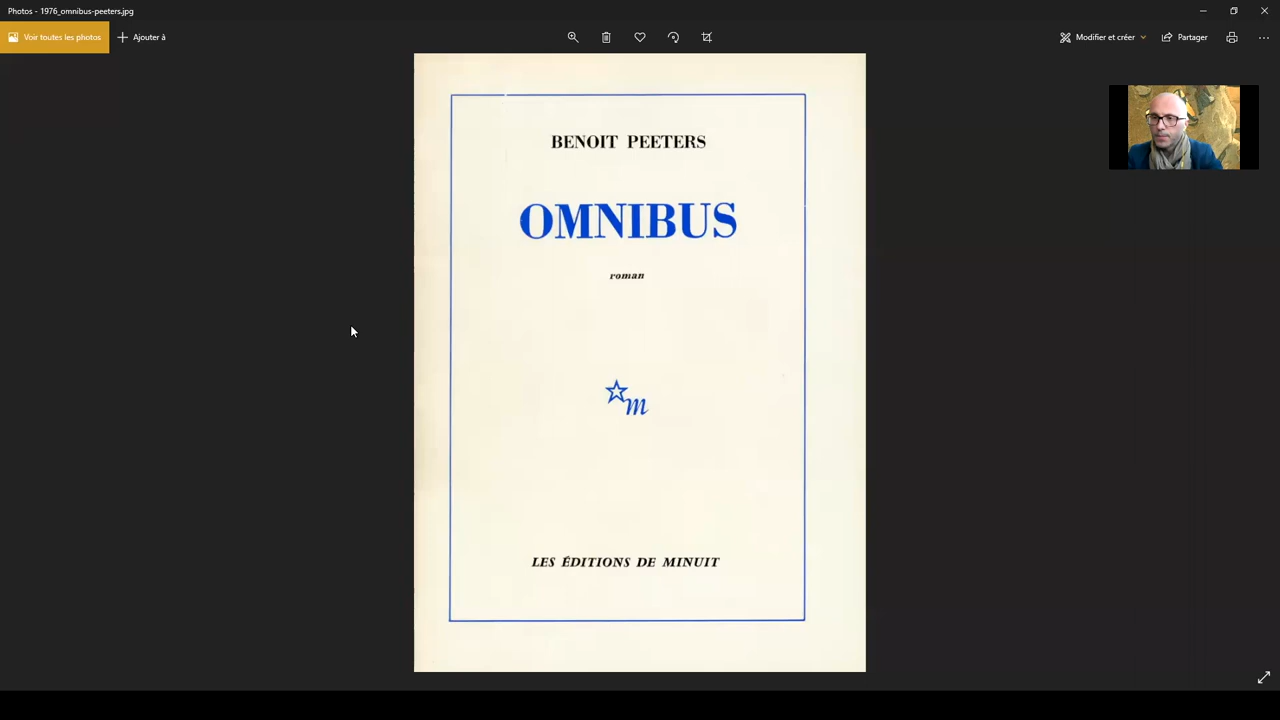 Photos - 1976_omnibus-peeters.jpg
Voir toutes les photos
Ajouter à
Modifier et créer
Partager
BENOIT PEETERS
OMNIBUS
roman
m
LES ÉDITIONS DE MINUIT